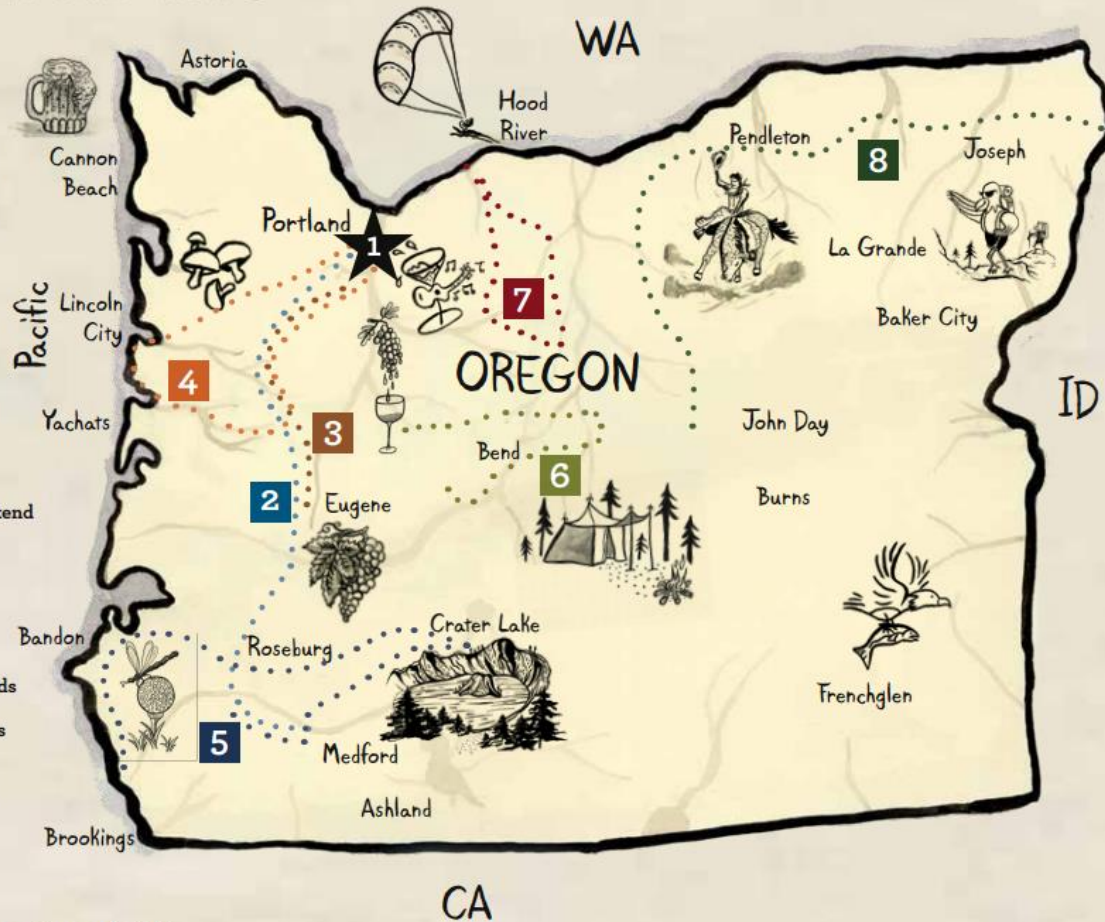 WA
Astoria
Hood
River
Cannon
Beach
Pendleton
8
Joseph
Portland
1
La Grande
Lincoln
City
7
Baker City
Pacific
OREGON
4
ID
Yachats
3
John Day
Bend
6
2
Eugene
Burns
tend
Bandon
Roseburg
Crater Lake
ds
Frenchglen
s
5
Medford
Ashland
Brookings
CA